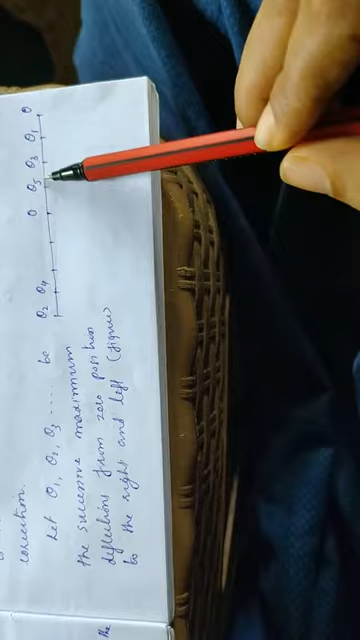 correction.
Let θ1, θ2, θ3 .... be
the successive maximum
deflections from zero position
to the right and left (figure)
θ2 θ4 0 θ5 θ3 θ1 θ
the